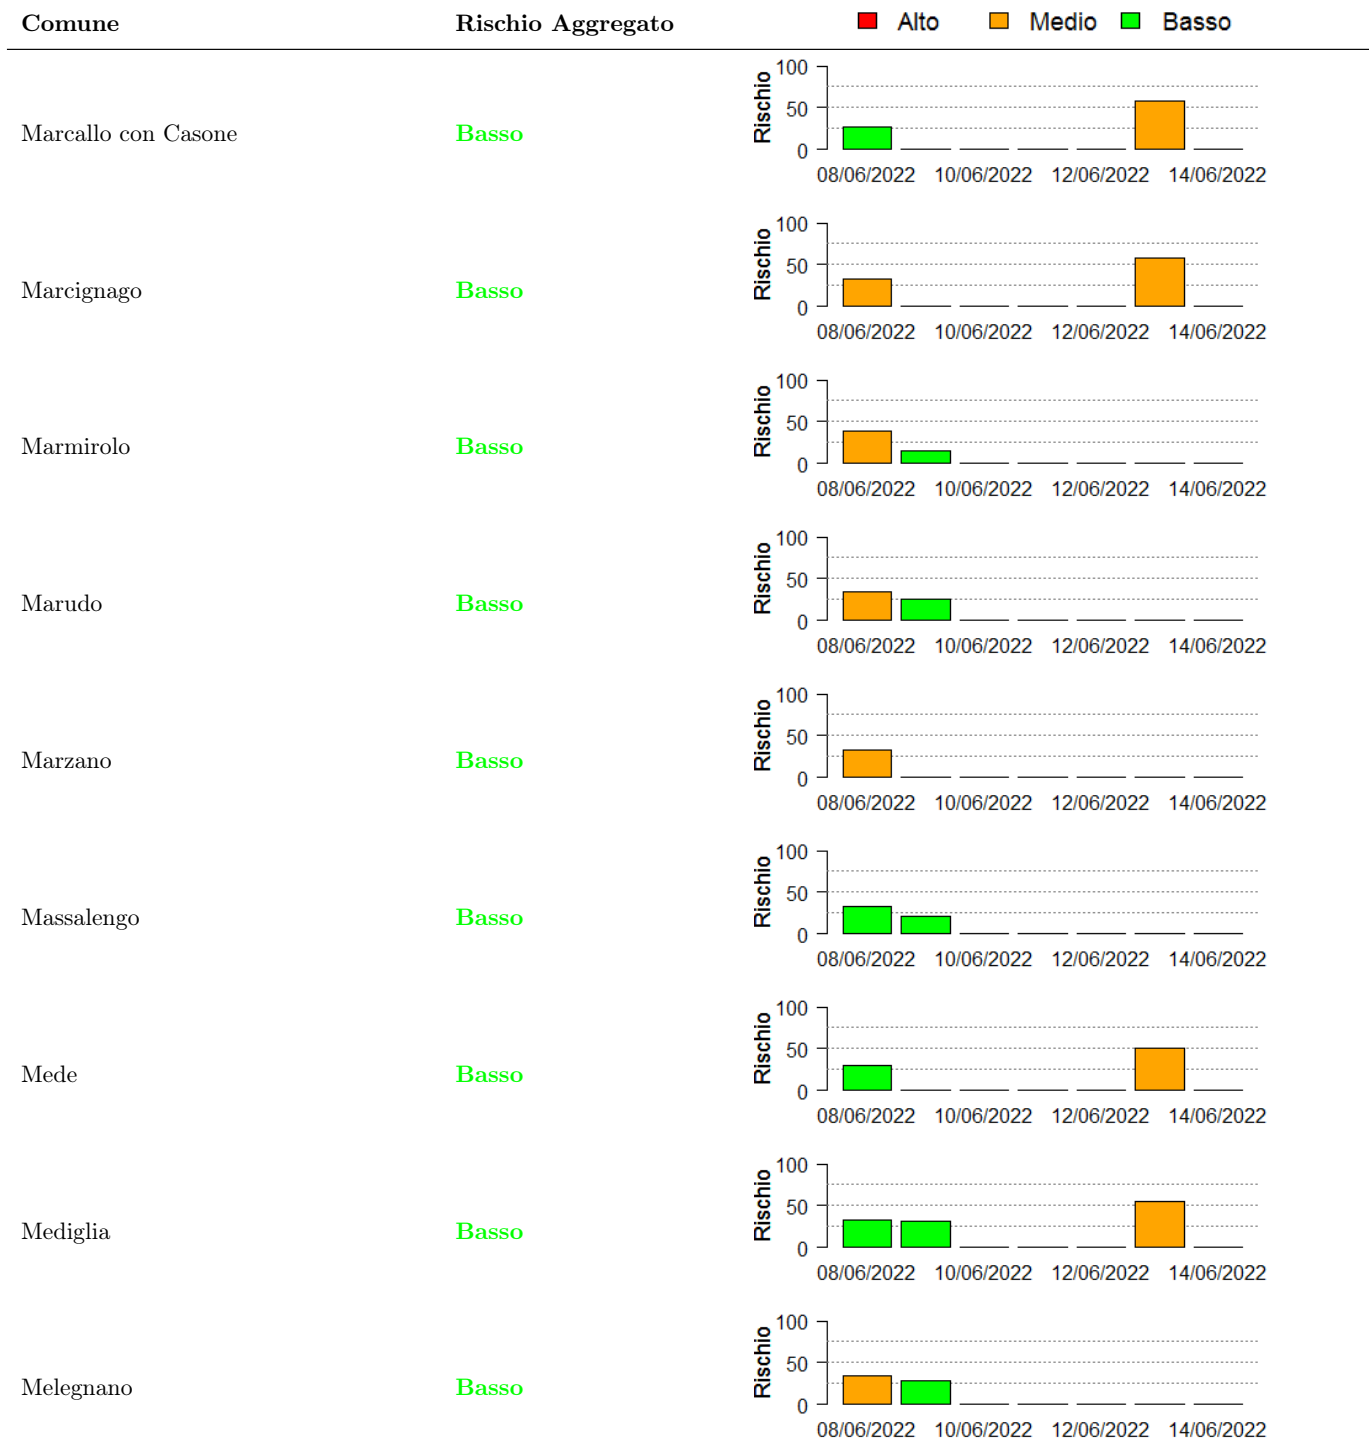 Comune Rischio Aggregato Alto Medio Basso
Marcallo con Casone Basso Rischio 100 50 0
08/06/2022 10/06/2022 12/06/2022 14/06/2022
Marcignago Basso Rischio 100 50 0
08/06/2022 10/06/2022 12/06/2022 14/06/2022
Marmirolo Basso Rischio 100 50 0
08/06/2022 10/06/2022 12/06/2022 14/06/2022
Marudo Basso Rischio 100 50 0
08/06/2022 10/06/2022 12/06/2022 14/06/2022
Marzano Basso Rischio 100 50 0
08/06/2022 10/06/2022 12/06/2022 14/06/2022
Massalengo Basso Rischio 100 50 0
08/06/2022 10/06/2022 12/06/2022 14/06/2022
Mede Basso Rischio 100 50 0
08/06/2022 10/06/2022 12/06/2022 14/06/2022
Mediglia Basso Rischio 100 50 0
08/06/2022 10/06/2022 12/06/2022 14/06/2022
Melegnano Basso Rischio 100 50 0
08/06/2022 10/06/2022 12/06/2022 14/06/2022